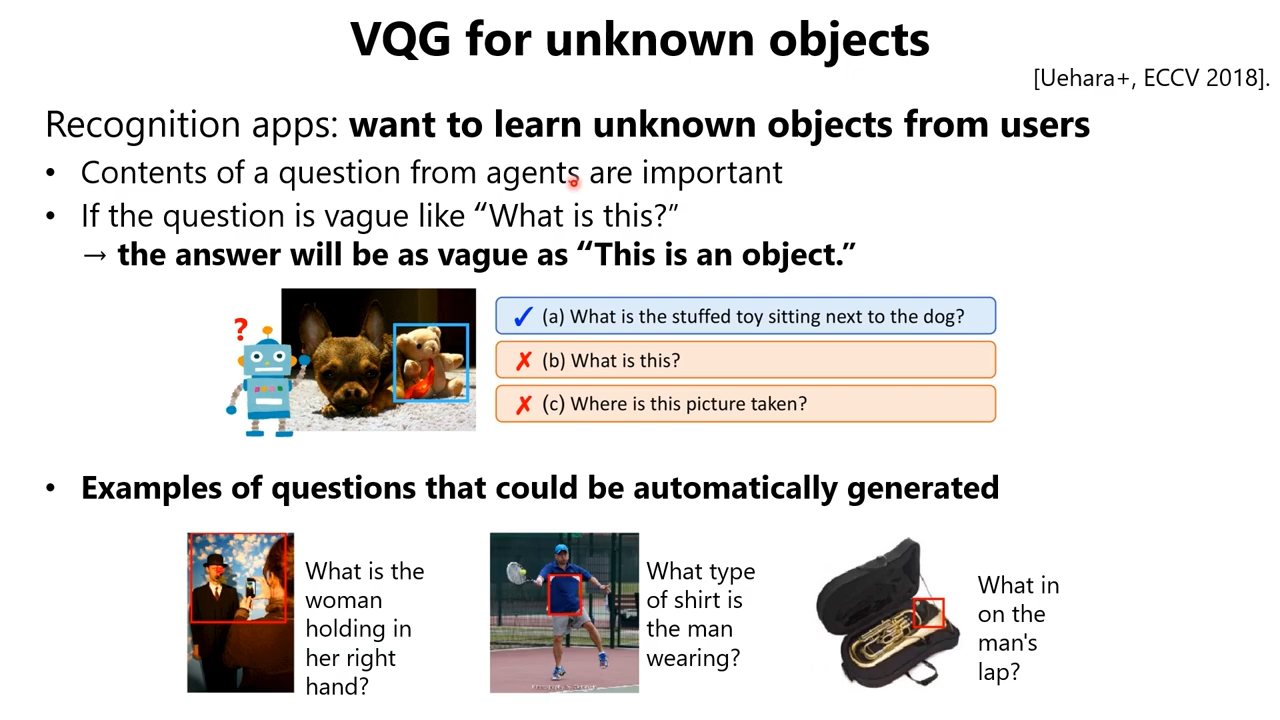 VQG for unknown objects
[Uehara+, ECCV 2018].
Recognition apps: want to learn unknown objects from users
• Contents of a question from agents are important
• If the question is vague like “What is this?”
→ the answer will be as vague as “This is an object.”
?
✓ (a) What is the stuffed toy sitting next to the dog?
✗ (b) What is this?
✗ (c) Where is this picture taken?
• Examples of questions that could be automatically generated
What is the
woman
holding in
her right
hand?
What type
of shirt is
the man
wearing?
What in
on the
man's
lap?